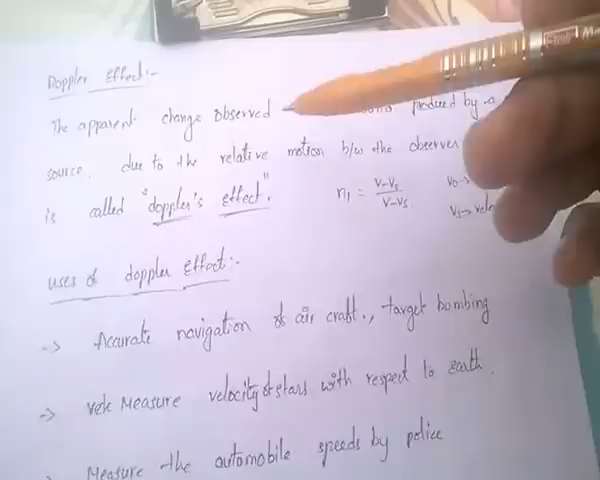 Doppler Effect:-
The apparent change observed produced by a
source. due to the relative motion b/w the observer
is called "doppler's effect". n₁ = V-V₀ / V-Vs V₀→
Vs→ velo
uses of doppler effect:-
→ Accurate navigation of air craft., target bombing
→ Measure velocity of stars with respect to Earth.
→ Measure the automobile speeds by police